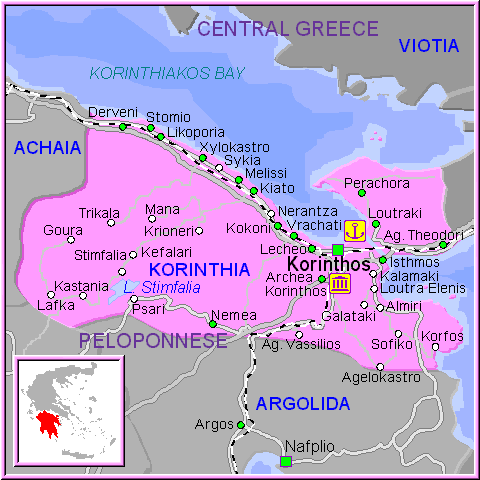 CENTRAL GREECE
VIOTIA
KORINTHIAKOS BAY
Derveni
Stomio
Likoporia
ACHAIA
Xylokastro
Sykia
Melissi
Kiato
Perachora
Nerantza
Vrachati
Loutraki
Mana
Trikala
Krioneri
Kokoni
Ag. Theodori
Goura
Lecheo
Stimfalia
Kefalari
Korinthos
Isthmos
KORINTHIA
Archea
Korinthos
Kalamaki
Kastania
L. Stimfalia
Loutra Elenis
Lafka
Psari
Galataki
Almiri
Nemea
PELOPONNESE
Ag. Vassilios
Sofiko
Korfos
Agelokastro
ARGOLIDA
Argos
Nafplio